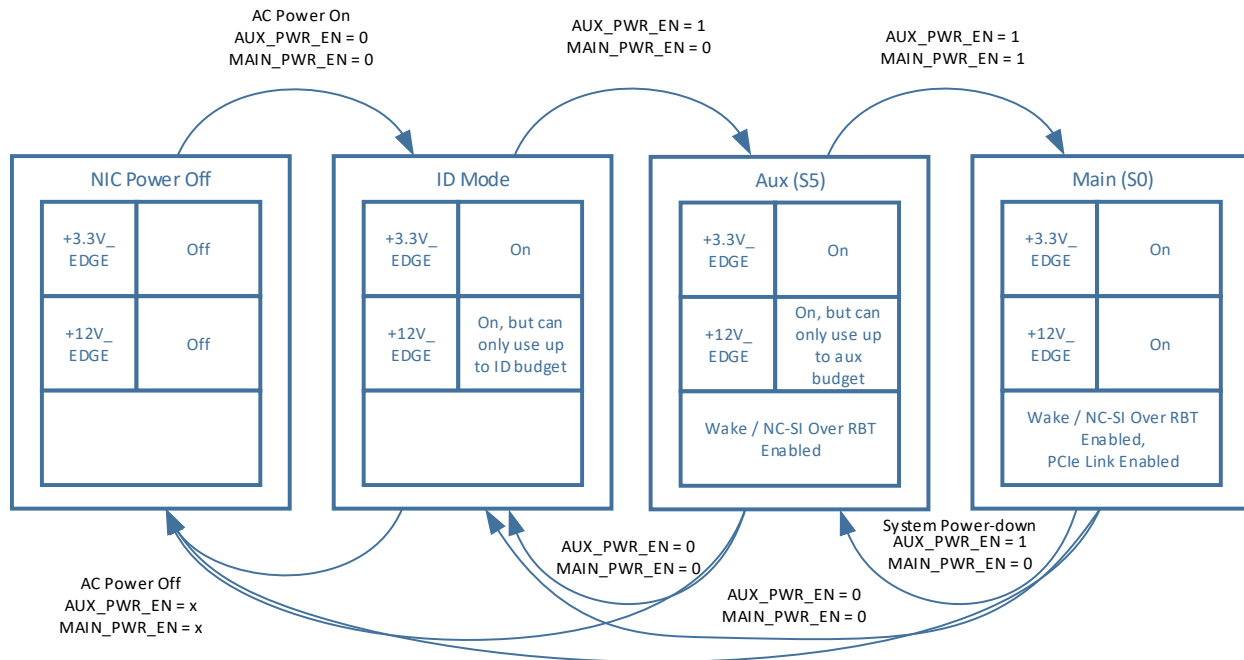 AC Power On
AUX_PWR_EN = 0
MAIN_PWR_EN = 0
AUX_PWR_EN = 1
MAIN_PWR_EN = 0
AUX_PWR_EN = 1
MAIN_PWR_EN = 1
NIC Power Off
+3.3V_
EDGE
Off
+12V_
EDGE
Off
ID Mode
+3.3V_
EDGE
On
+12V_
EDGE
On, but can
only use up
to ID budget
Aux (S5)
+3.3V_
EDGE
On
+12V_
EDGE
On, but can
only use up
to aux
budget
Wake / NC-SI Over RBT
Enabled
Main (S0)
+3.3V_
EDGE
On
+12V_
EDGE
On
Wake / NC-SI Over RBT
Enabled,
PCIe Link Enabled
AC Power Off
AUX_PWR_EN = x
MAIN_PWR_EN = x
AUX_PWR_EN = 0
MAIN_PWR_EN = 0
AUX_PWR_EN = 0
MAIN_PWR_EN = 0
System Power-down
AUX_PWR_EN = 1
MAIN_PWR_EN = 0